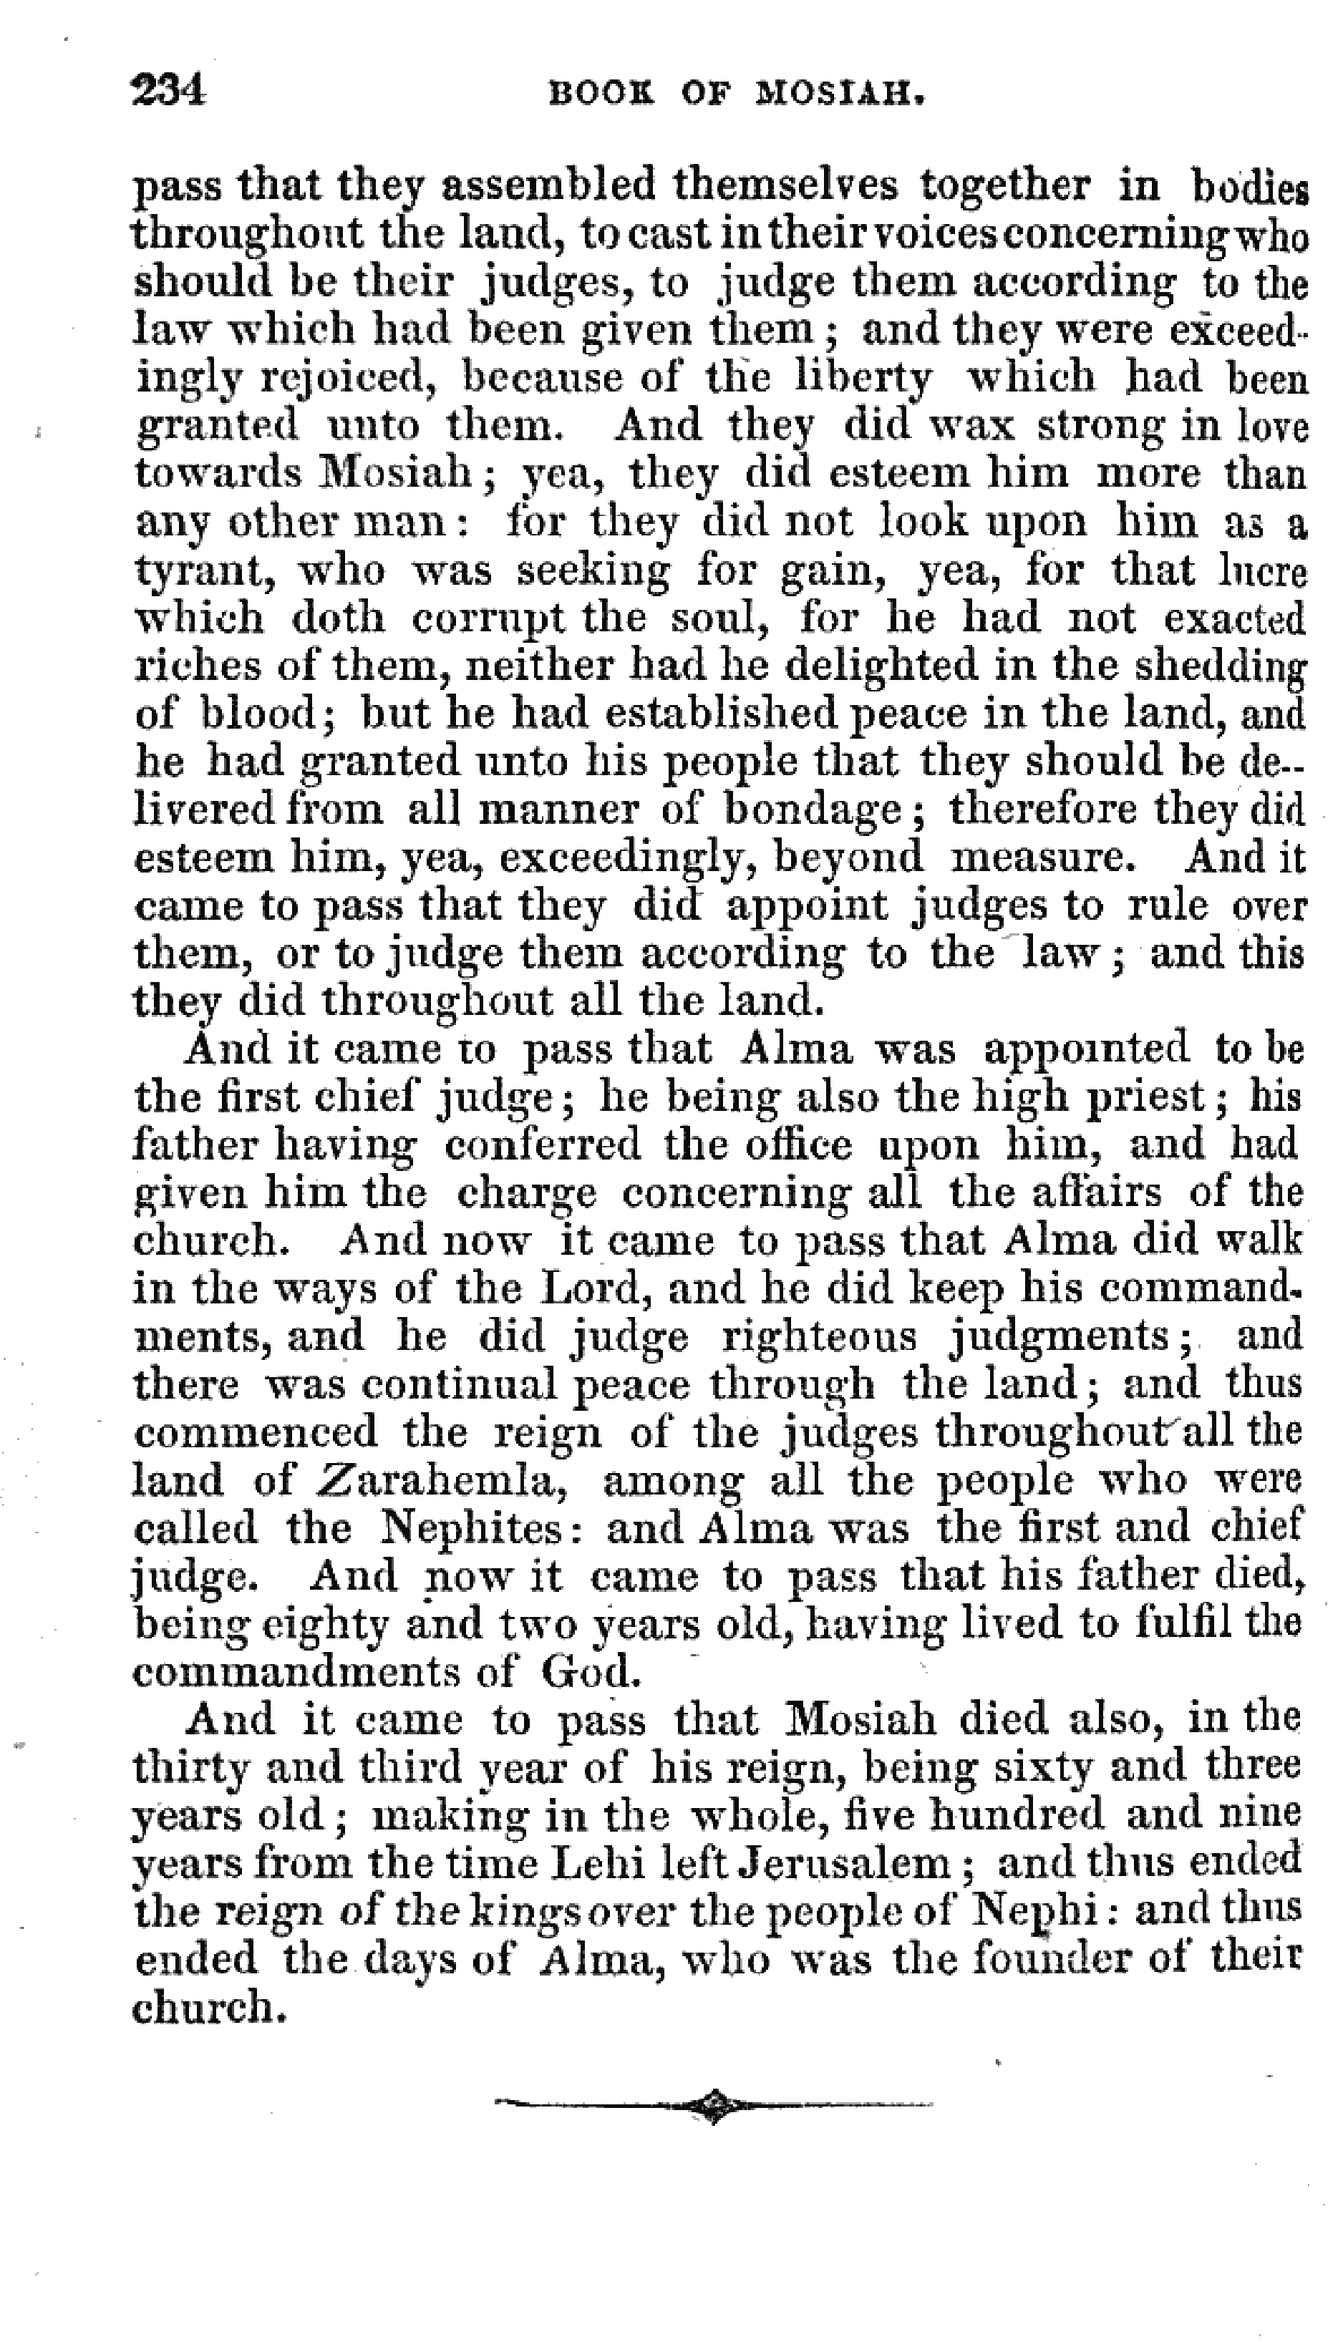 234 BOOK OF MOSIAH.
pass that they assembled themselves together in bodies
throughout the land, to cast in their voices concerning who
should be their judges, to judge them according to the
law which had been given them; and they were exceed-
ingly rejoiced, because of the liberty which had been
granted unto them. And they did wax strong in love
towards Mosiah; yea, they did esteem him more than
any other man: for they did not look upon him as a
tyrant, who was seeking for gain, yea, for that lucre
which doth corrupt the soul, for he had not exacted
riches of them, neither had he delighted in the shedding
of blood; but he had established peace in the land, and
he had granted unto his people that they should be de-
livered from all manner of bondage; therefore they did
esteem him, yea, exceedingly, beyond measure. And it
came to pass that they did appoint judges to rule over
them, or to judge them according to the law; and this
they did throughout all the land.
And it came to pass that Alma was appointed to be
the first chief judge; he being also the high priest; his
father having conferred the office upon him, and had
given him the charge concerning all the affairs of the
church. And now it came to pass that Alma did walk
in the ways of the Lord, and he did keep his command-
ments, and he did judge righteous judgments; and
there was continual peace through the land; and thus
commenced the reign of the judges throughout all the
land of Zarahemla, among all the people who were
called the Nephites: and Alma was the first and chief
judge. And now it came to pass that his father died,
being eighty and two years old, having lived to fulfil the
commandments of God.
And it came to pass that Mosiah died also, in the
thirty and third year of his reign, being sixty and three
years old; making in the whole, five hundred and nine
years from the time Lehi left Jerusalem; and thus ended
the reign of the kings over the people of Nephi: and thus
ended the days of Alma, who was the founder of their
church.